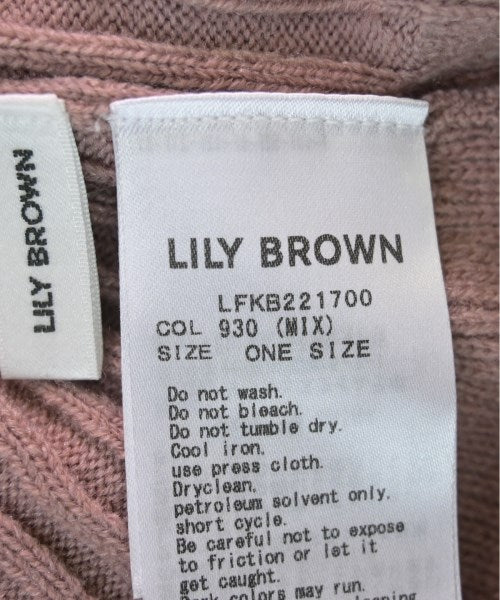 LILY BROWN
LILY BROWN
LFKB221700
COL 930 (MIX)
SIZE ONE SIZE
Do not wash.
Do not bleach.
Do not tumble dry.
Cool iron.
use press cloth.
Dryclean.
petroleum solvent only.
short cycle.
Be careful not to expose
to friction or let it
get caught.
Dark colors may run.